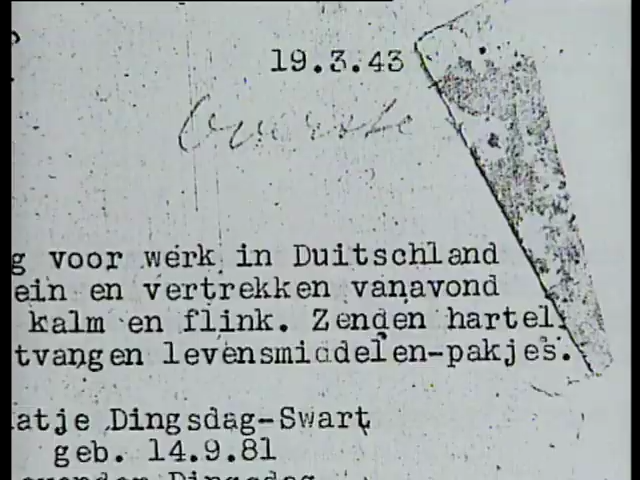 19.3.43
g voor werk in Duitschland
ein en vertrekken vanavond
kalm en flink. Zenden hartel.
tvangen levensmiddelen-pakjes.
atje Dingsdag-Swart
geb. 14.9.81
Dingsdag